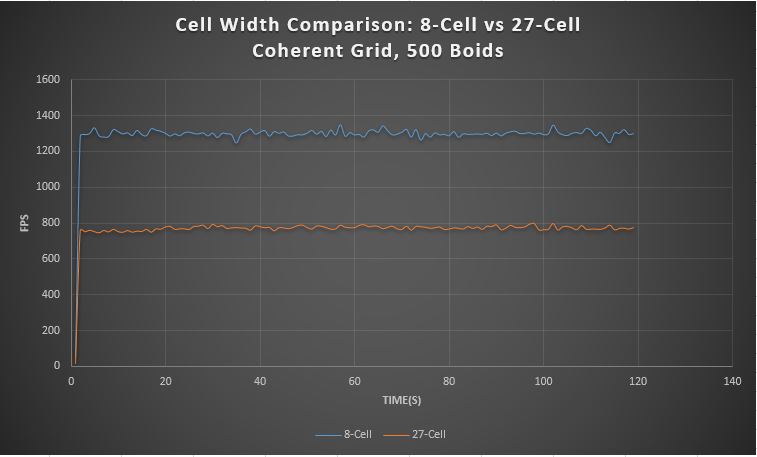 Cell Width Comparison: 8-Cell vs 27-Cell
Coherent Grid, 500 Boids
1600
1400
1200
1000
800
600
400
200
0
FPS
0 20 40 60 80 100 120 140
TIME(S)
8-Cell 27-Cell